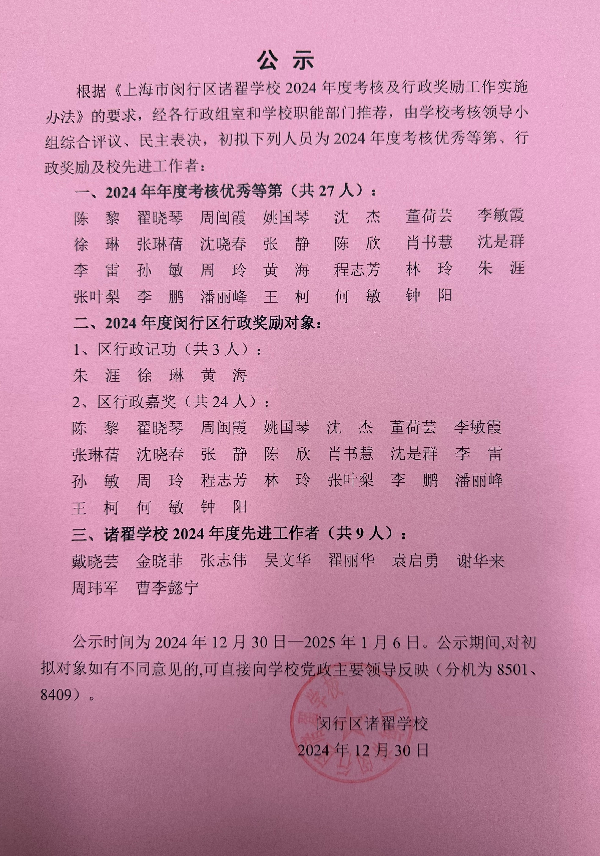 公 示
根据《上海市闵行区诸翟学校 2024 年度考核及行政奖励工作实施
办法》的要求，经各行政组室和学校职能部门推荐，由学校考核领导小
组综合评议、民主表决，初拟下列人员为 2024 年度考核优秀等第、行
政奖励及校先进工作者：
一、2024 年年度考核优秀等第（共 27 人）：
陈 黎 翟晓琴 周闽霞 姚国琴 沈 杰 董荷芸 李敏霞
徐 琳 张琳蒨 沈晓春 张 静 陈 欣 肖书慧 沈是群
李 雷 孙 敏 周 玲 黄 海 程志芳 林 玲 朱 涯
张叶梨 李 鹏 潘丽峰 王 柯 何 敏 钟 阳
二、2024 年度闵行区行政奖励对象：
1、区行政记功（共 3 人）：
朱 涯 徐 琳 黄 海
2、区行政嘉奖（共 24 人）：
陈 黎 翟晓琴 周闽霞 姚国琴 沈 杰 董荷芸 李敏霞
张琳蒨 沈晓春 张 静 陈 欣 肖书慧 沈是群 李 雷
孙 敏 周 玲 程志芳 林 玲 张叶梨 李 鹏 潘丽峰
王 柯 何 敏 钟 阳
三、诸翟学校 2024 年度先进工作者（共 9 人）：
戴晓芸 金晓菲 张志伟 吴文华 翟丽华 袁启勇 谢华来
周玮军 曹李懿宁
公示时间为 2024 年 12 月 30 日—2025 年 1 月 6 日。公示期间,对初
拟对象如有不同意见的,可直接向学校党政主要领导反映（分机为 8501、
8409）。
闵行区诸翟学校
2024 年 12 月 30 日